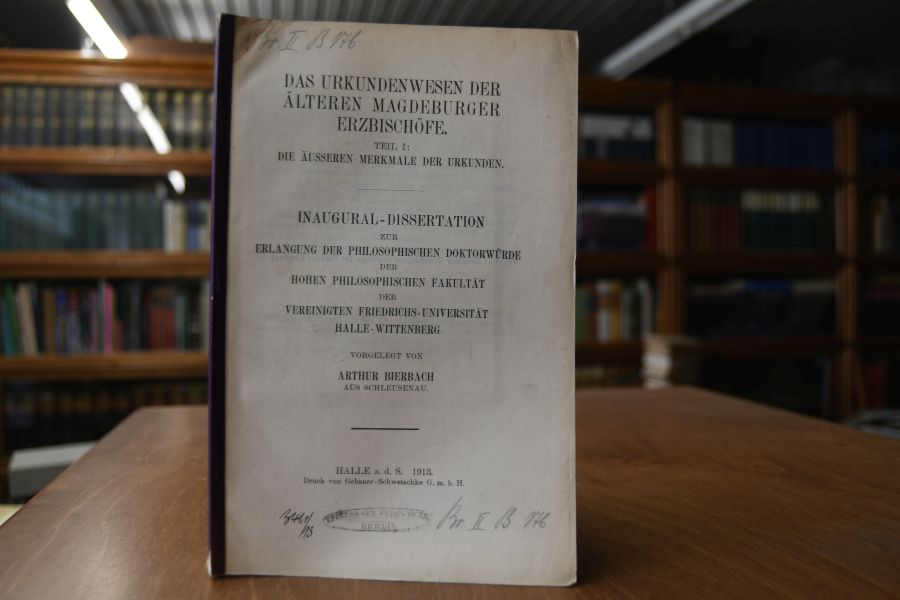 Br. II B 176
DAS URKUNDENWESEN DER
ÄLTEREN MAGDEBURGER
ERZBISCHÖFE.
TEIL I:
DIE ÄUSSEREN MERKMALE DER URKUNDEN.
INAUGURAL-DISSERTATION
ZUR
ERLANGUNG DER PHILOSOPHISCHEN DOKTORWÜRDE
DER
HOHEN PHILOSOPHISCHEN FAKULTÄT
DER
VEREINIGTEN FRIEDRICHS-UNIVERSITÄT
HALLE-WITTENBERG
VORGELEGT VON
ARTHUR BIERBACH
AUS SCHLEUSENAU.
HALLE a. d. S. 1913.
Druck von Gebauer-Schwetschke G. m. b. H.
BERLIN
Br II B 176